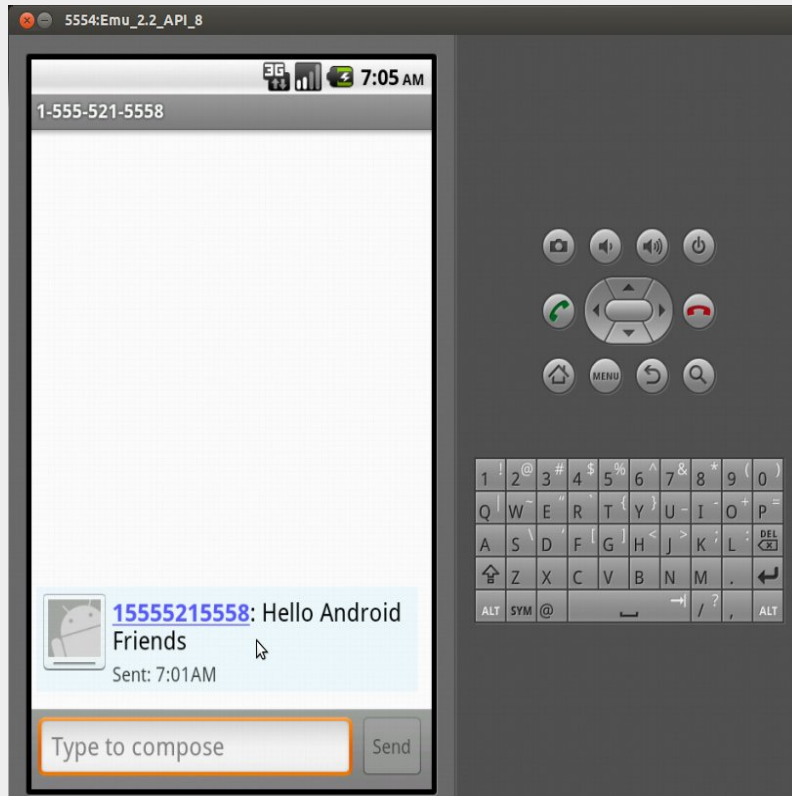 5554:Emu_2.2_API_8
3G 7:05 AM
1-555-521-5558
15555215558: Hello Android
Friends
Sent: 7:01AM
Type to compose
Send
MENU
1 ! 2 @ 3 # 4 $ 5 % 6 ^ 7 & 8 * 9 ( 0 )
Q | W ~ E " R ` T { Y } U _ I - O + P =
A S \ D ' F [ G ] H < J > K ; L : DEL
Z X C V B N M .
ALT SYM @ / ? , ALT